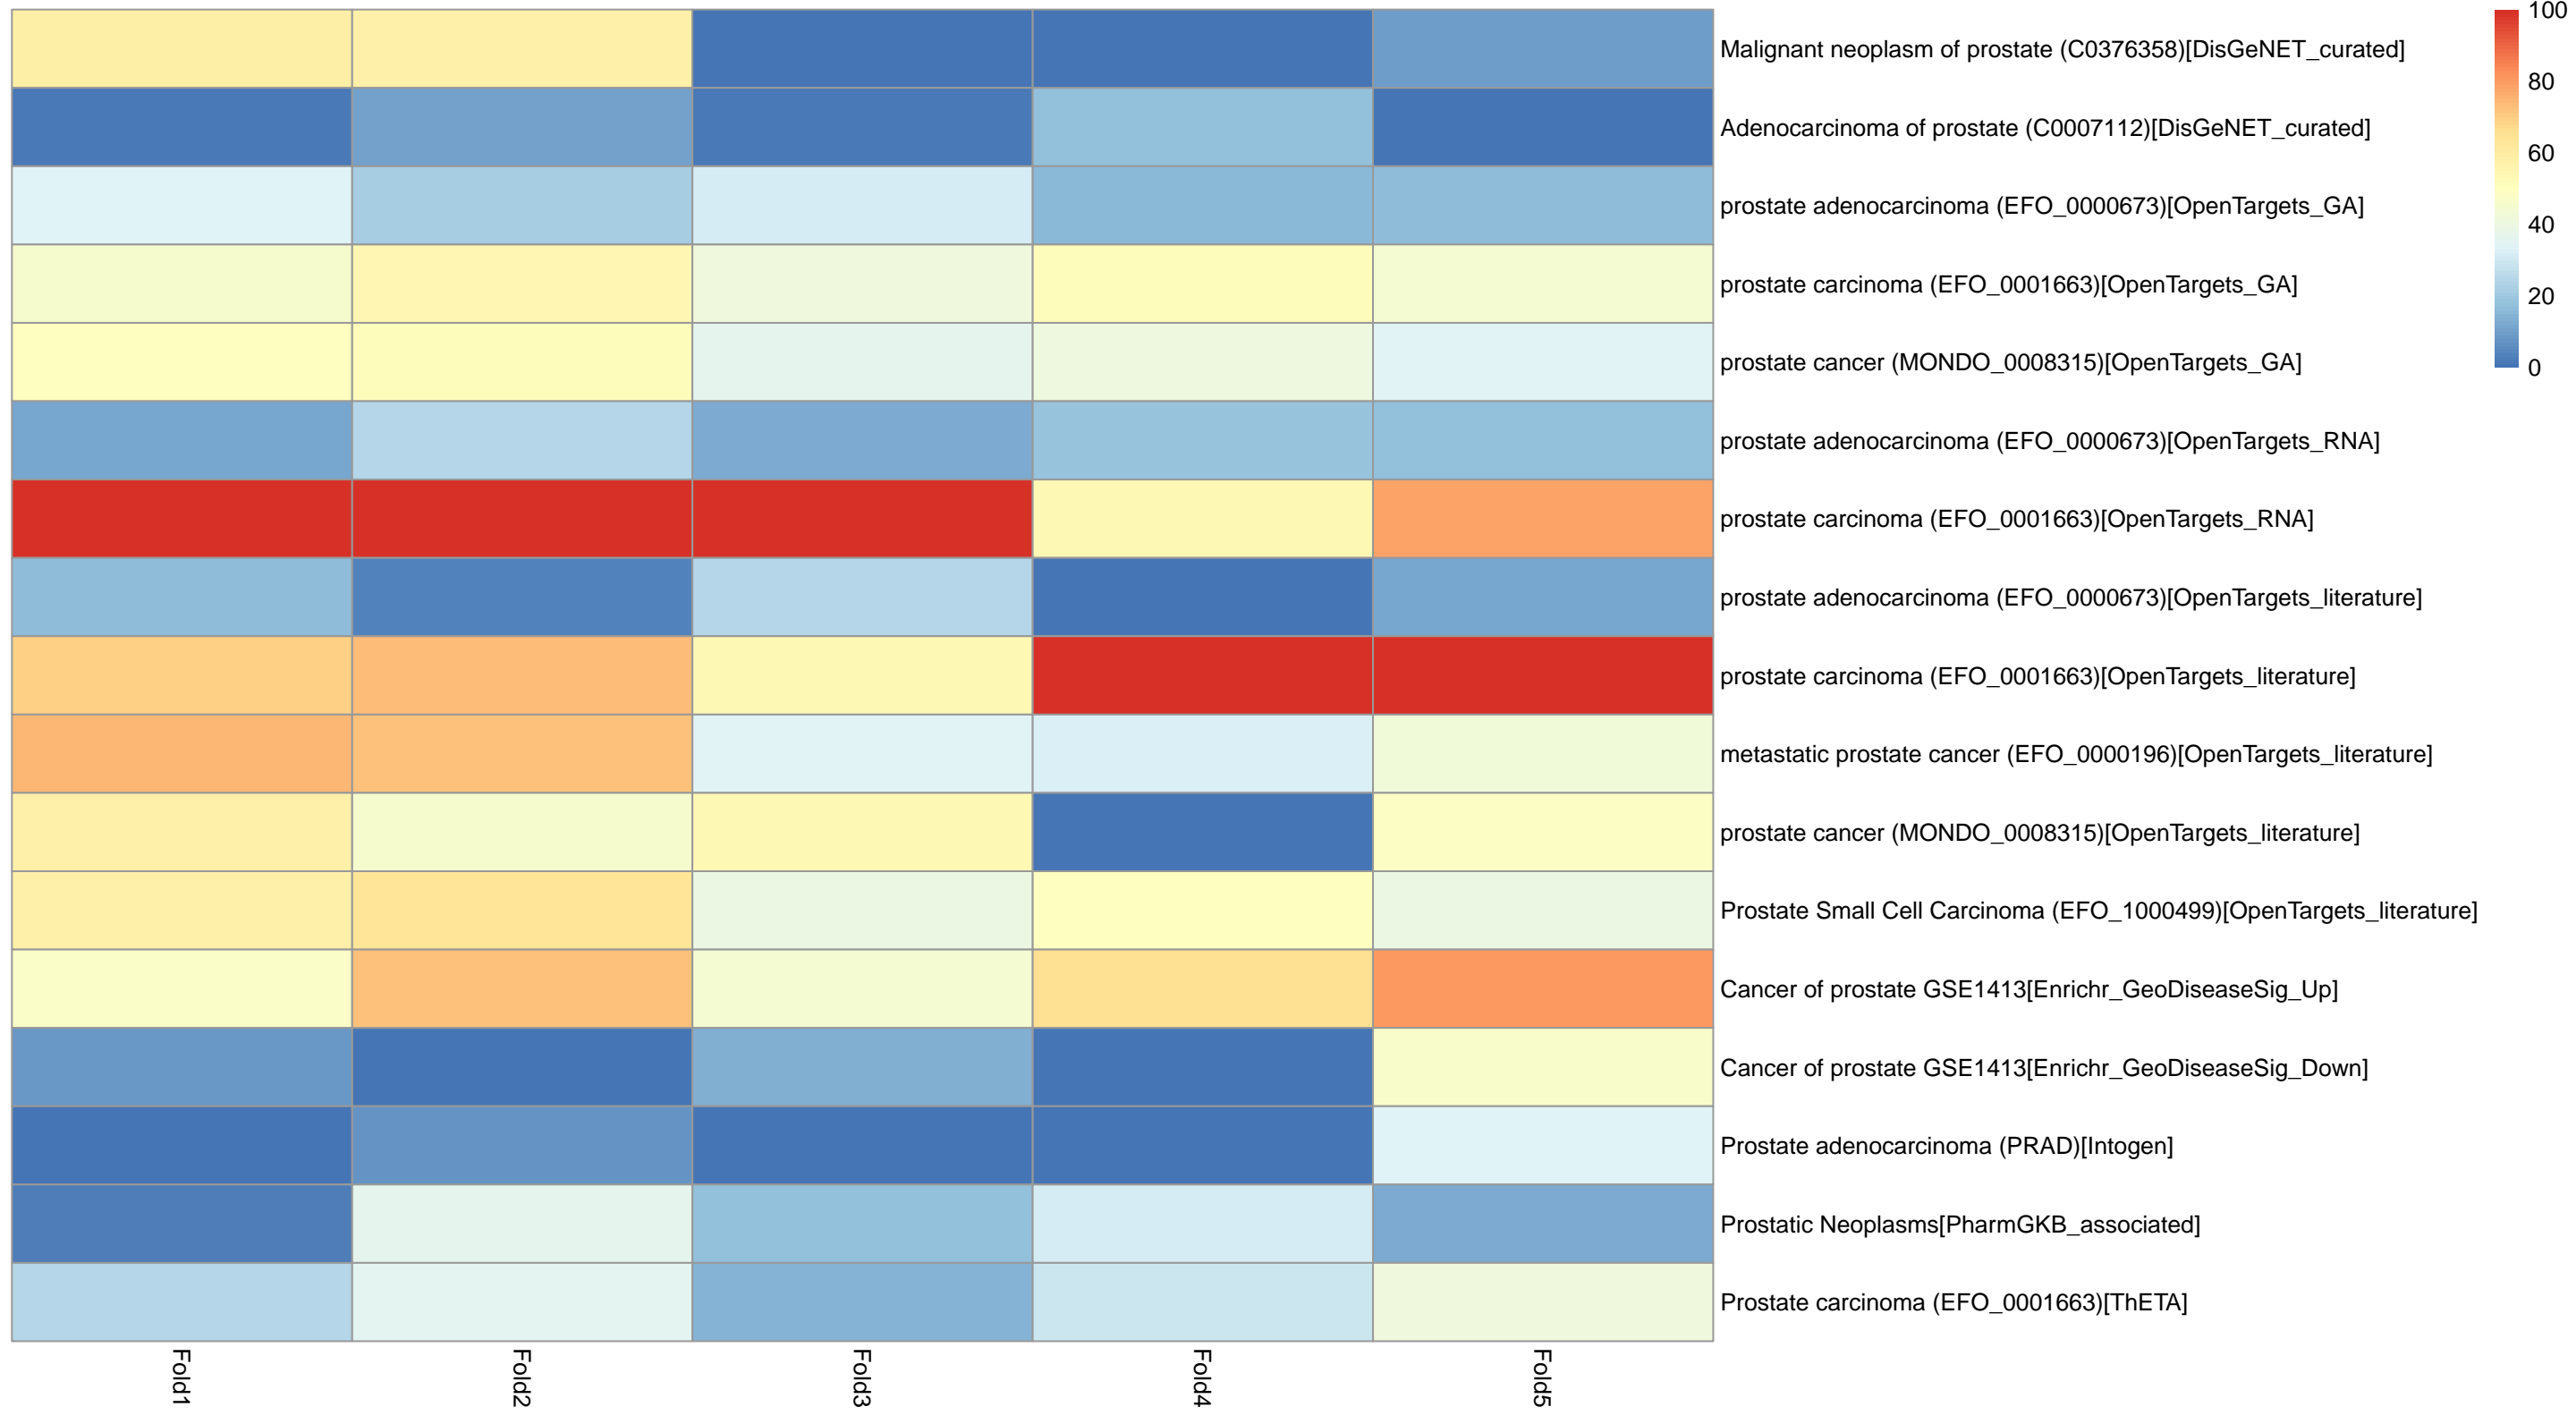 Malignant neoplasm of prostate (C0376358)[DisGeNET_curated]
Adenocarcinoma of prostate (C0007112)[DisGeNET_curated]
prostate adenocarcinoma (EFO_0000673)[OpenTargets_GA]
prostate carcinoma (EFO_0001663)[OpenTargets_GA]
prostate cancer (MONDO_0008315)[OpenTargets_GA]
prostate adenocarcinoma (EFO_0000673)[OpenTargets_RNA]
prostate carcinoma (EFO_0001663)[OpenTargets_RNA]
prostate adenocarcinoma (EFO_0000673)[OpenTargets_literature]
prostate carcinoma (EFO_0001663)[OpenTargets_literature]
metastatic prostate cancer (EFO_0000196)[OpenTargets_literature]
prostate cancer (MONDO_0008315)[OpenTargets_literature]
Prostate Small Cell Carcinoma (EFO_1000499)[OpenTargets_literature]
Cancer of prostate GSE1413[Enrichr_GeoDiseaseSig_Up]
Cancer of prostate GSE1413[Enrichr_GeoDiseaseSig_Down]
Prostate adenocarcinoma (PRAD)[Intogen]
Prostatic Neoplasms[PharmGKB_associated]
Prostate carcinoma (EFO_0001663)[ThETA]
Fold1
Fold2
Fold3
Fold4
Fold5
100
80
60
40
20
0